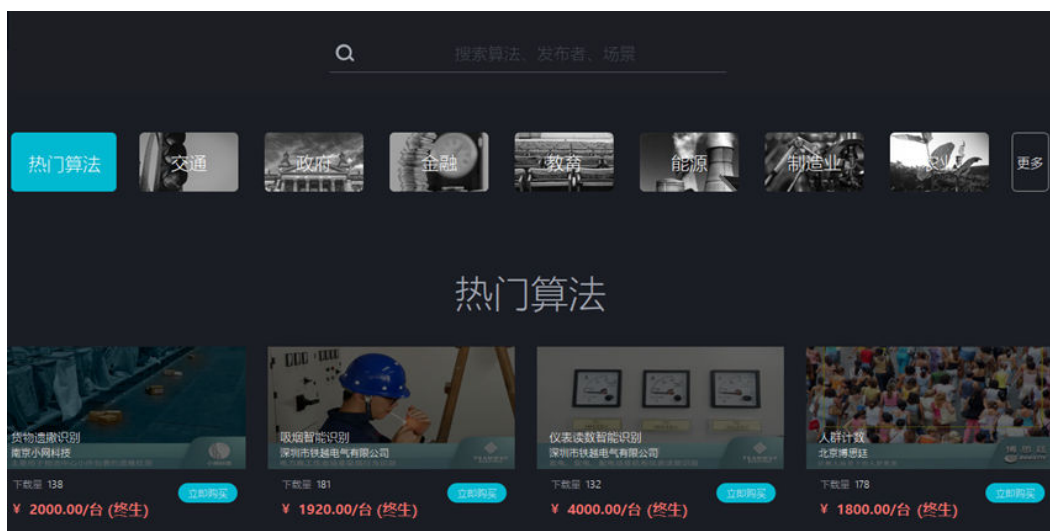 搜索算法、发布者、场景
热门算法
交通
政府
金融
教育
能源
制造业
农业
更多
热门算法
货物遗撒识别
南京小网科技
下载量 138
立即购买
¥ 2000.00/台 (终生)
吸烟智能识别
深圳市铁越电气有限公司
下载量 181
立即购买
¥ 1920.00/台 (终生)
仪表读数智能识别
深圳市铁越电气有限公司
下载量 132
立即购买
¥ 4000.00/台 (终生)
人群计数
北京博思廷
博思廷
下载量 178
立即购买
¥ 1800.00/台 (终生)